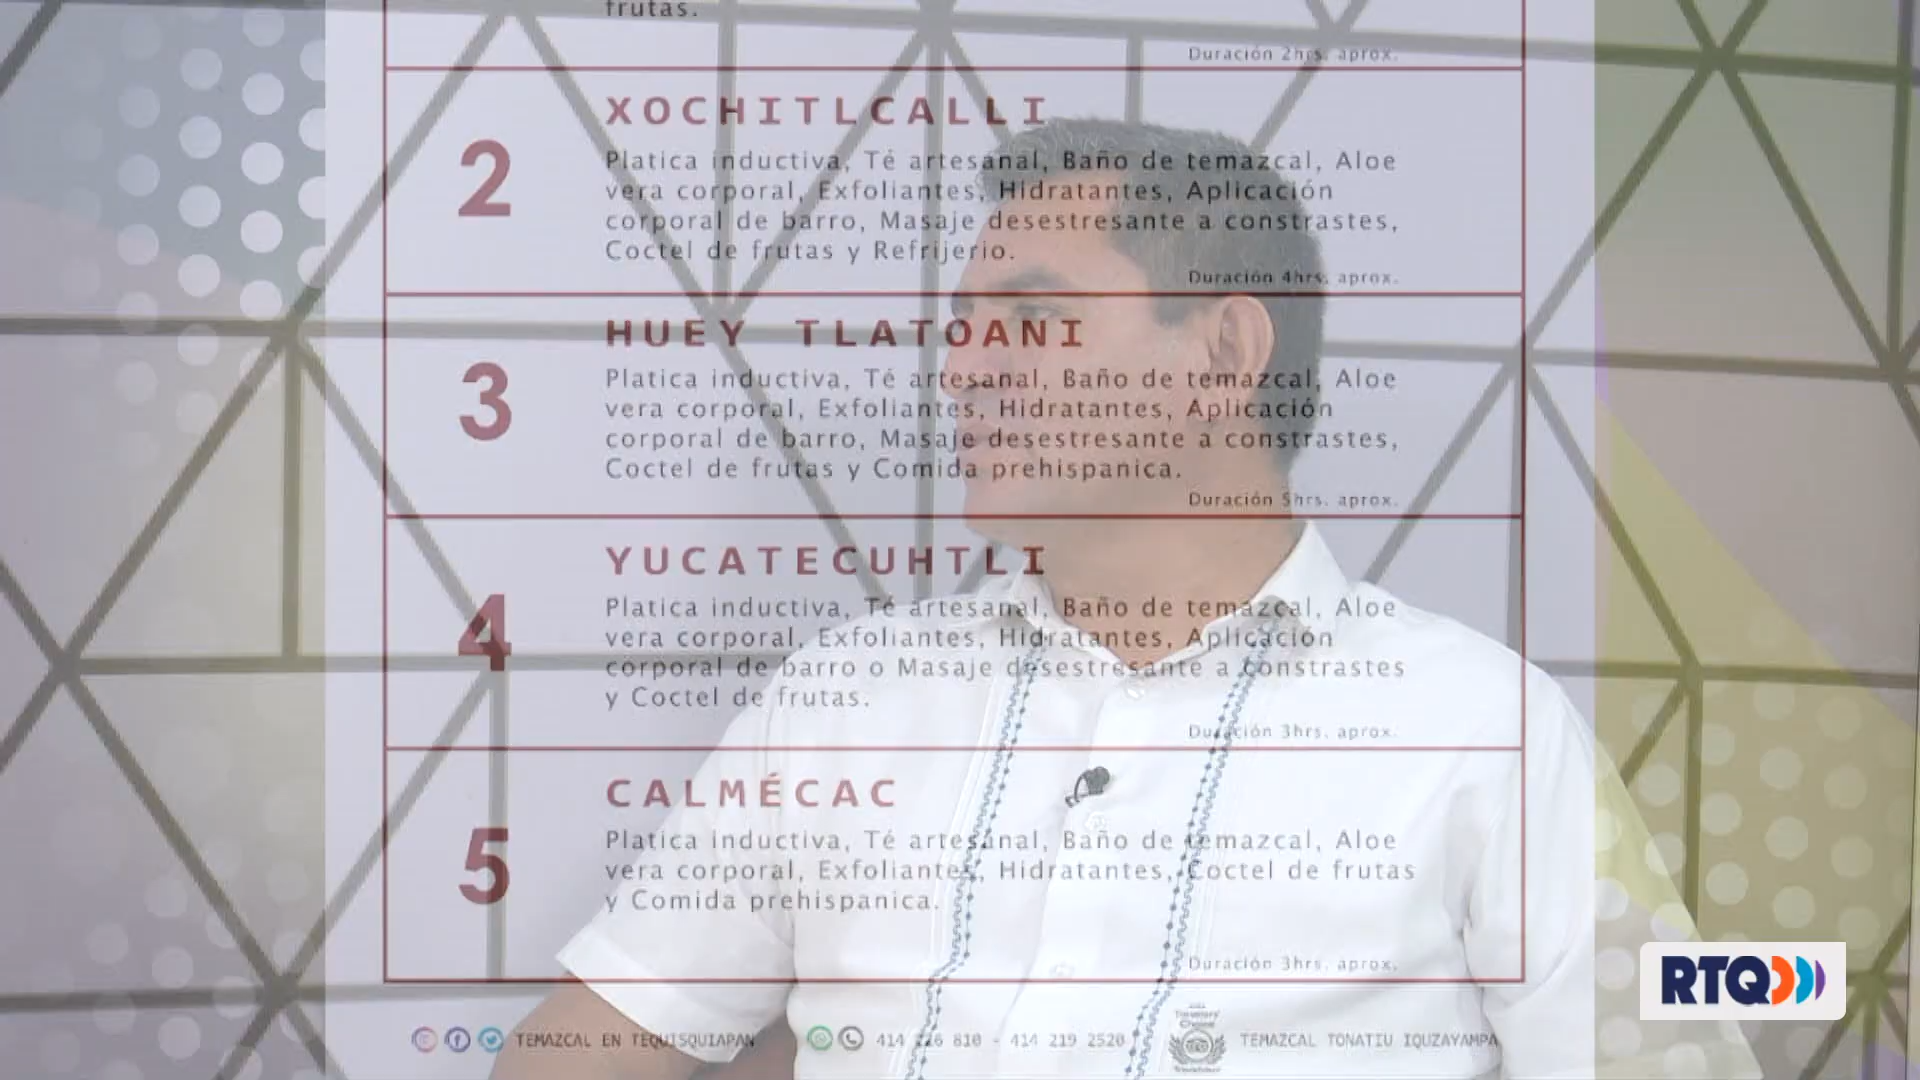 frutas.
Duración 2hrs. aprox.
XOCHITLCALLI
2
Platica inductiva, Té artesanal, Baño de temazcal, Aloe
vera corporal, Exfoliantes, Hidratantes, Aplicación
corporal de barro, Masaje desestresante a constrastes,
Coctel de frutas y Refrijerio.
Duración 4hrs. aprox.
HUEY TLATOANI
3
Platica inductiva, Té artesanal, Baño de temazcal, Aloe
vera corporal, Exfoliantes, Hidratantes, Aplicación
corporal de barro, Masaje desestresante a constrastes,
Coctel de frutas y Comida prehispanica.
Duración 5hrs. aprox.
YUCATECUHTLI
4
Platica inductiva, Té artesanal, Baño de temazcal, Aloe
vera corporal, Exfoliantes, Hidratantes, Aplicación
corporal de barro o Masaje desestresante a constrastes
y Coctel de frutas.
Duración 3hrs. aprox.
CALMÉCAC
5
Platica inductiva, Té artesanal, Baño de temazcal, Aloe
vera corporal, Exfoliantes, Hidratantes, Coctel de frutas
y Comida prehispanica.
Duración 3hrs. aprox.
RTQ
TEMAZCAL EN TEQUISQUIAPAN
414 810 - 414 219 2520
Travelers'
Choice
TEMAZCAL TONATIU IQUZAYAMPA